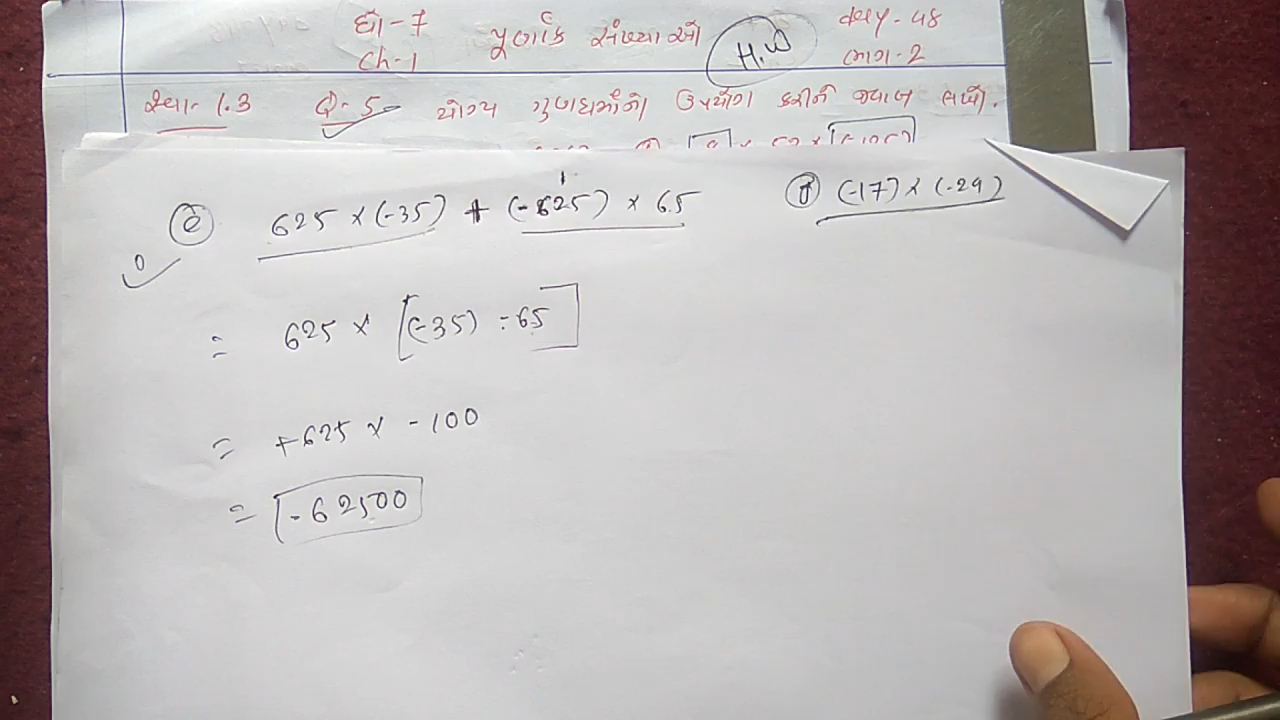 ધો-7 પુર્ણાંક સંખ્યાઓ H.W day-48
Ch-1 ભાગ-2
સ્વા- 1.3 Q-5 યોગ્ય ગુણધર્મોનો ઉપયોગ કરીને જવાબ લખો.
(e) 625 × (-35) + (-625) × 65
(f) (-17) × (-29)
= 625 × [(-35) - 65]
= +625 × -100
= -62500